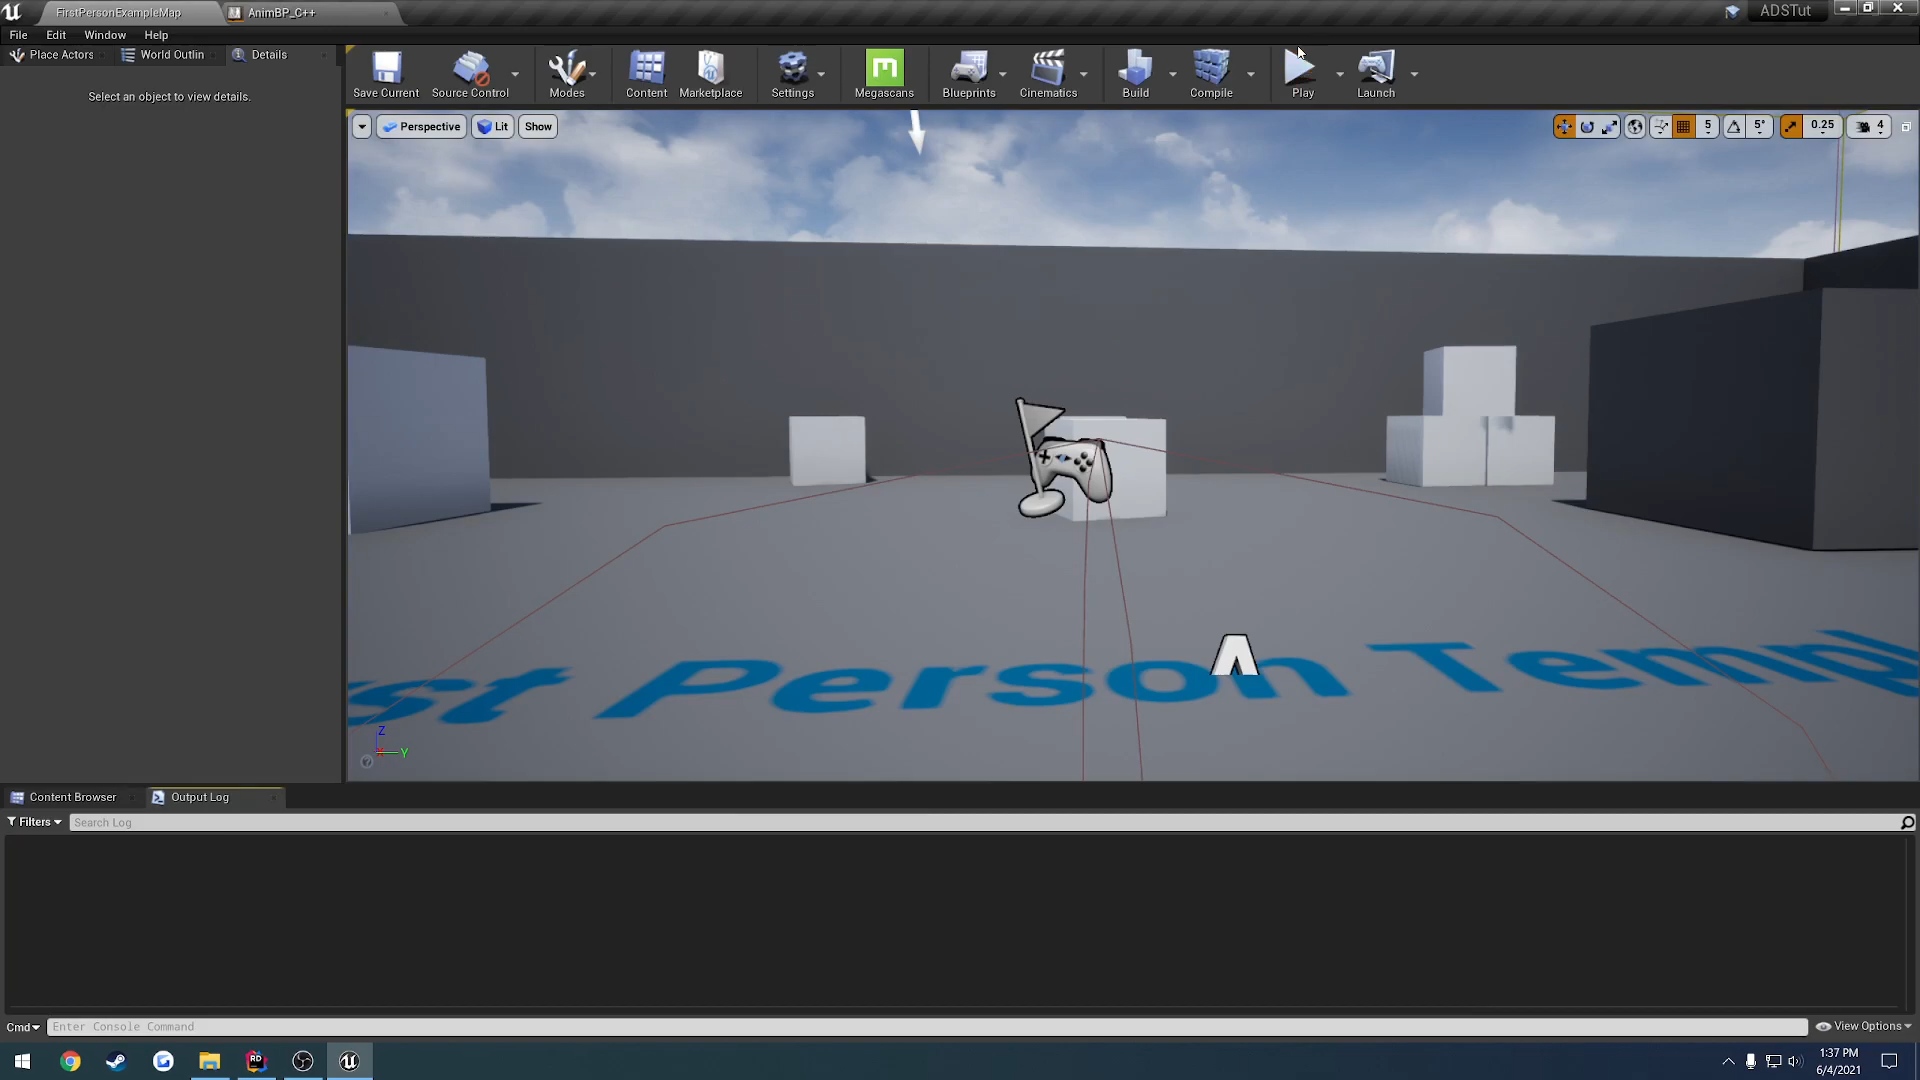 FirstPersonExampleMap
AnimBP_C++
ADSTut
File Edit Window Help
Place Actors World Outlin Details
Select an object to view details.
Save Current Source Control Modes Content Marketplace Settings Megascans Blueprints Cinematics Build Compile Play Launch
Perspective Lit Show
5 5° 0.25 4
st Person Templ
Z
Y
Content Browser Output Log
Filters Search Log
Cmd Enter Console Command View Options
RD
1:37 PM
6/4/2021